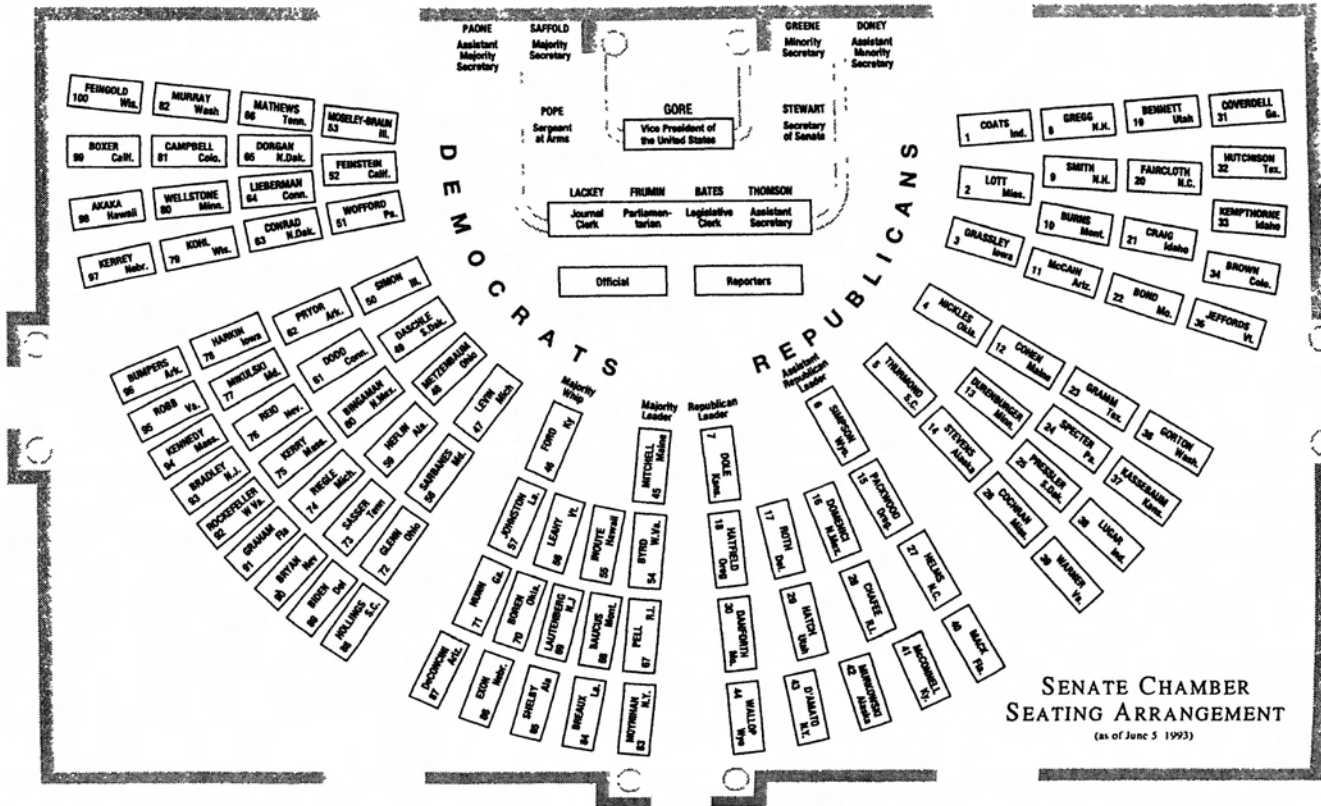 PAONE
Assistant
Majority
Secretary
SAFFOLD
Majority
Secretary
GREENE
Minority
Secretary
DONEY
Assistant
Minority
Secretary
POPE
Sergeant
at Arms
GORE
Vice President of
the United States
STEWART
Secretary
of Senate
LACKEY
Journal
Clerk
FRUMIN
Parliamen-
tarian
BATES
Legislative
Clerk
THOMSON
Assistant
Secretary
Official
Reporters
DEMOCRATS
REPUBLICANS
FEINGOLD
100 Wis.
MURRAY
82 Wash
MATHEWS
66 Tenn.
MOSELEY-BRAUN
53 Ill.
BOXER
99 Calif.
CAMPBELL
81 Colo.
DORGAN
65 N.Dak.
FEINSTEIN
52 Calif.
AKAKA
98 Hawaii
WELLSTONE
80 Minn.
LIEBERMAN
64 Conn.
WOFFORD
51 Pa.
KERREY
97 Nebr.
KOHL
79 Wis.
CONRAD
63 N.Dak.
BUMPERS
96 Ark.
HARKIN
78 Iowa
PRYOR
62 Ark.
SIMON
50 Ill.
ROBB
95 Va.
MIKULSKI
77 Md.
DODD
61 Conn.
DASCHLE
49 S.Dak.
KENNEDY
94 Mass.
REID
76 Nev.
BINGAMAN
60 N.Mex.
METZENBAUM
48 Ohio
BRADLEY
93 N.J.
KERRY
75 Mass.
HEFLIN
59 Ala.
LEVIN
47 Mich
ROCKEFELLER
92 W Va.
RIEGLE
74 Mich.
SARBANES
58 Md.
GRAHAM
91 Fla
SASSER
73 Tenn
BRYAN
90 Nev
GLENN
72 Ohio
BIDEN
89 Del
HOLLINGS
88 S.C.
Majority
Whip
FORD
46 Ky
Majority
Leader
MITCHELL
45 Maine
JOHNSTON
57 La.
LEAHY
56 Vt.
INOUYE
55 Hawaii
BYRD
54 W.Va.
NUNN
71 Ga.
BOREN
70 Okla.
LAUTENBERG
69 N.J
BAUCUS
68 Mont.
PELL
67 R.I.
DeCONCINI
87 Ariz.
EXON
86 Nebr.
SHELBY
85 Ala
BREAUX
84 La.
MOYNIHAN
83 N.Y.
Republican
Leader
DOLE
7 Kans.
Assistant
Republican
Leader
SIMPSON
6 Wyo.
HATFIELD
18 Oreg
ROTH
17 Del.
DOMENICI
16 N.Mex.
PACKWOOD
15 Oreg.
DANFORTH
30 Mo.
HATCH
29 Utah
CHAFEE
28 R.I.
HELMS
27 N.C.
WALLOP
44 Wyo
D'AMATO
43 N.Y.
MURKOWSKI
42 Alaska
McCONNELL
41 Ky.
MACK
40 Fla.
THURMOND
5 S.C.
STEVENS
14 Alaska
COCHRAN
26 Miss.
WARNER
39 Va.
NICKLES
4 Okla.
DURENBURGER
13 Minn.
PRESSLER
25 S.Dak.
LUGAR
38 Ind.
COHEN
12 Maine
SPECTER
24 Pa.
KASSEBAUM
37 Kans.
GRAMM
23 Tex.
GORTON
36 Wash.
COATS
1 Ind.
GREGG
8 N.H.
BENNETT
19 Utah
COVERDELL
31 Ga.
LOTT
2 Miss.
SMITH
9 N.H.
FAIRCLOTH
20 N.C.
HUTCHISON
32 Tex.
GRASSLEY
3 Iowa
BURNS
10 Mont.
CRAIG
21 Idaho
KEMPTHORNE
33 Idaho
McCAIN
11 Ariz.
BOND
22 Mo.
BROWN
34 Colo.
JEFFORDS
35 Vt.
SENATE CHAMBER
SEATING ARRANGEMENT
(as of June 5 1993)